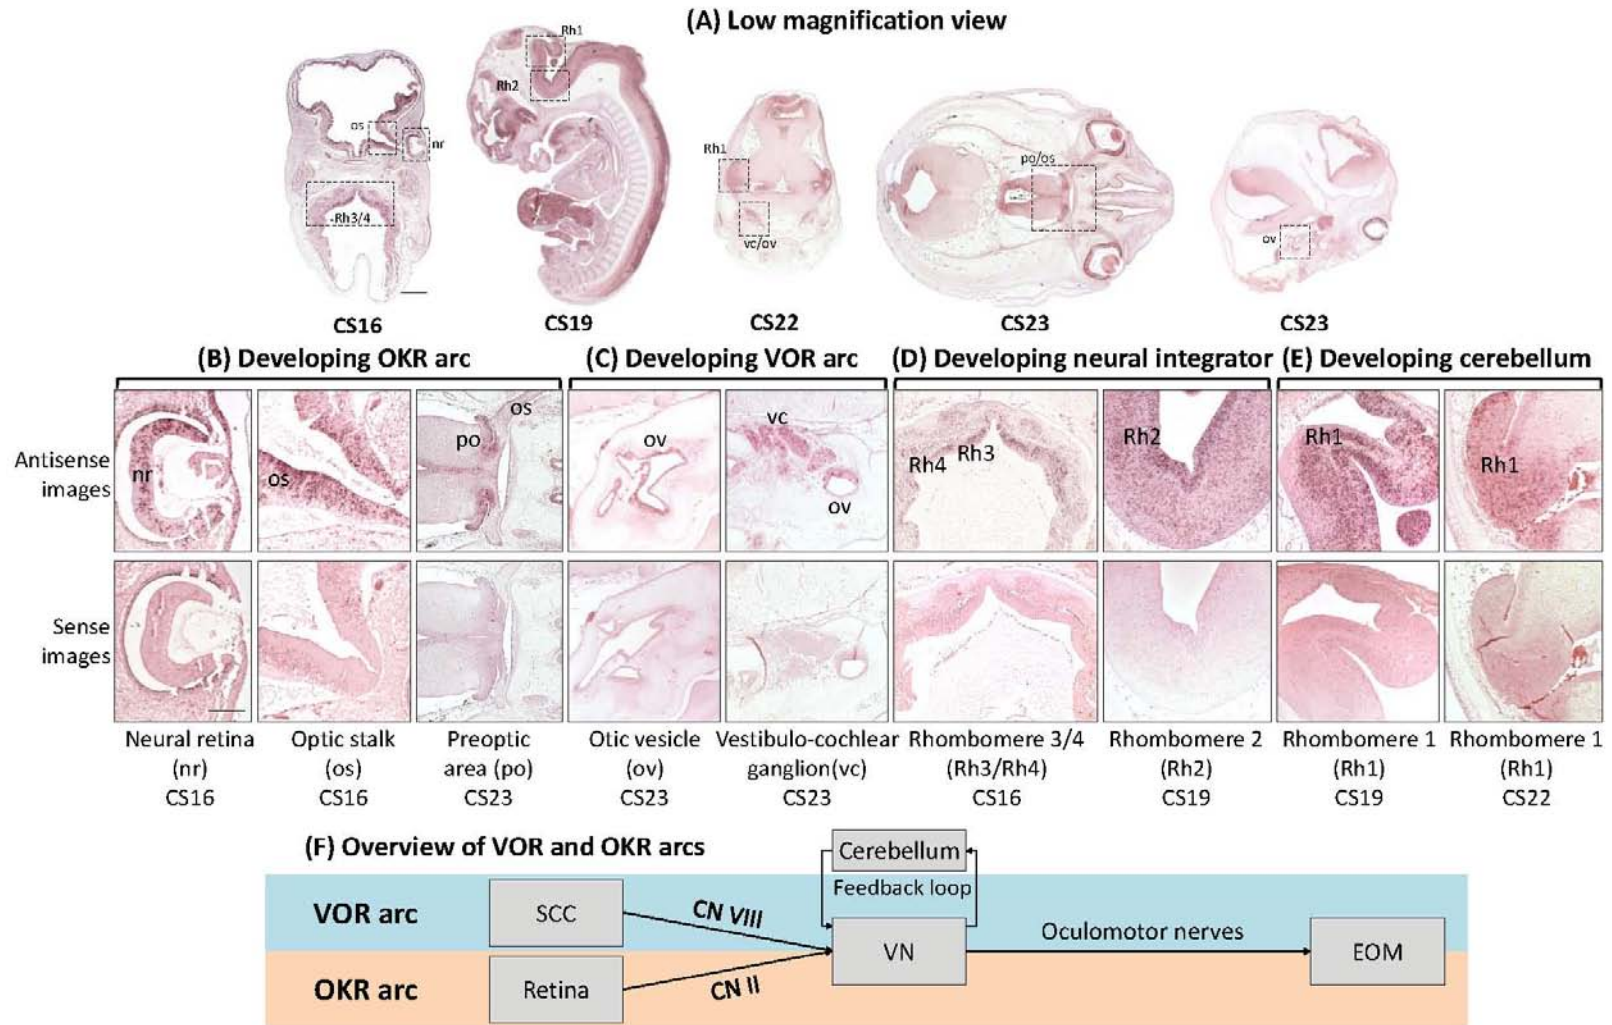 (A) Low magnification view
Rh1
Rh2
os
nr
Rh3/4
Rh1
vc/ov
po/os
ov
CS16
CS19
CS22
CS23
CS23
(B) Developing OKR arc
(C) Developing VOR arc
(D) Developing neural integrator
(E) Developing cerebellum
Antisense
images
nr
os
po
os
ov
vc
ov
Rh4
Rh3
Rh2
Rh1
Rh1
Sense
images
Neural retina
(nr)
CS16
Optic stalk
(os)
CS16
Preoptic
area (po)
CS23
Otic vesicle
(ov)
CS23
Vestibulo-cochlear
ganglion(vc)
CS23
Rhombomere 3/4
(Rh3/Rh4)
CS16
Rhombomere 2
(Rh2)
CS19
Rhombomere 1
(Rh1)
CS19
Rhombomere 1
(Rh1)
CS22
(F) Overview of VOR and OKR arcs
Cerebellum
Feedback loop
VOR arc
SCC
CN VIII
VN
Oculomotor nerves
EOM
OKR arc
Retina
CN II